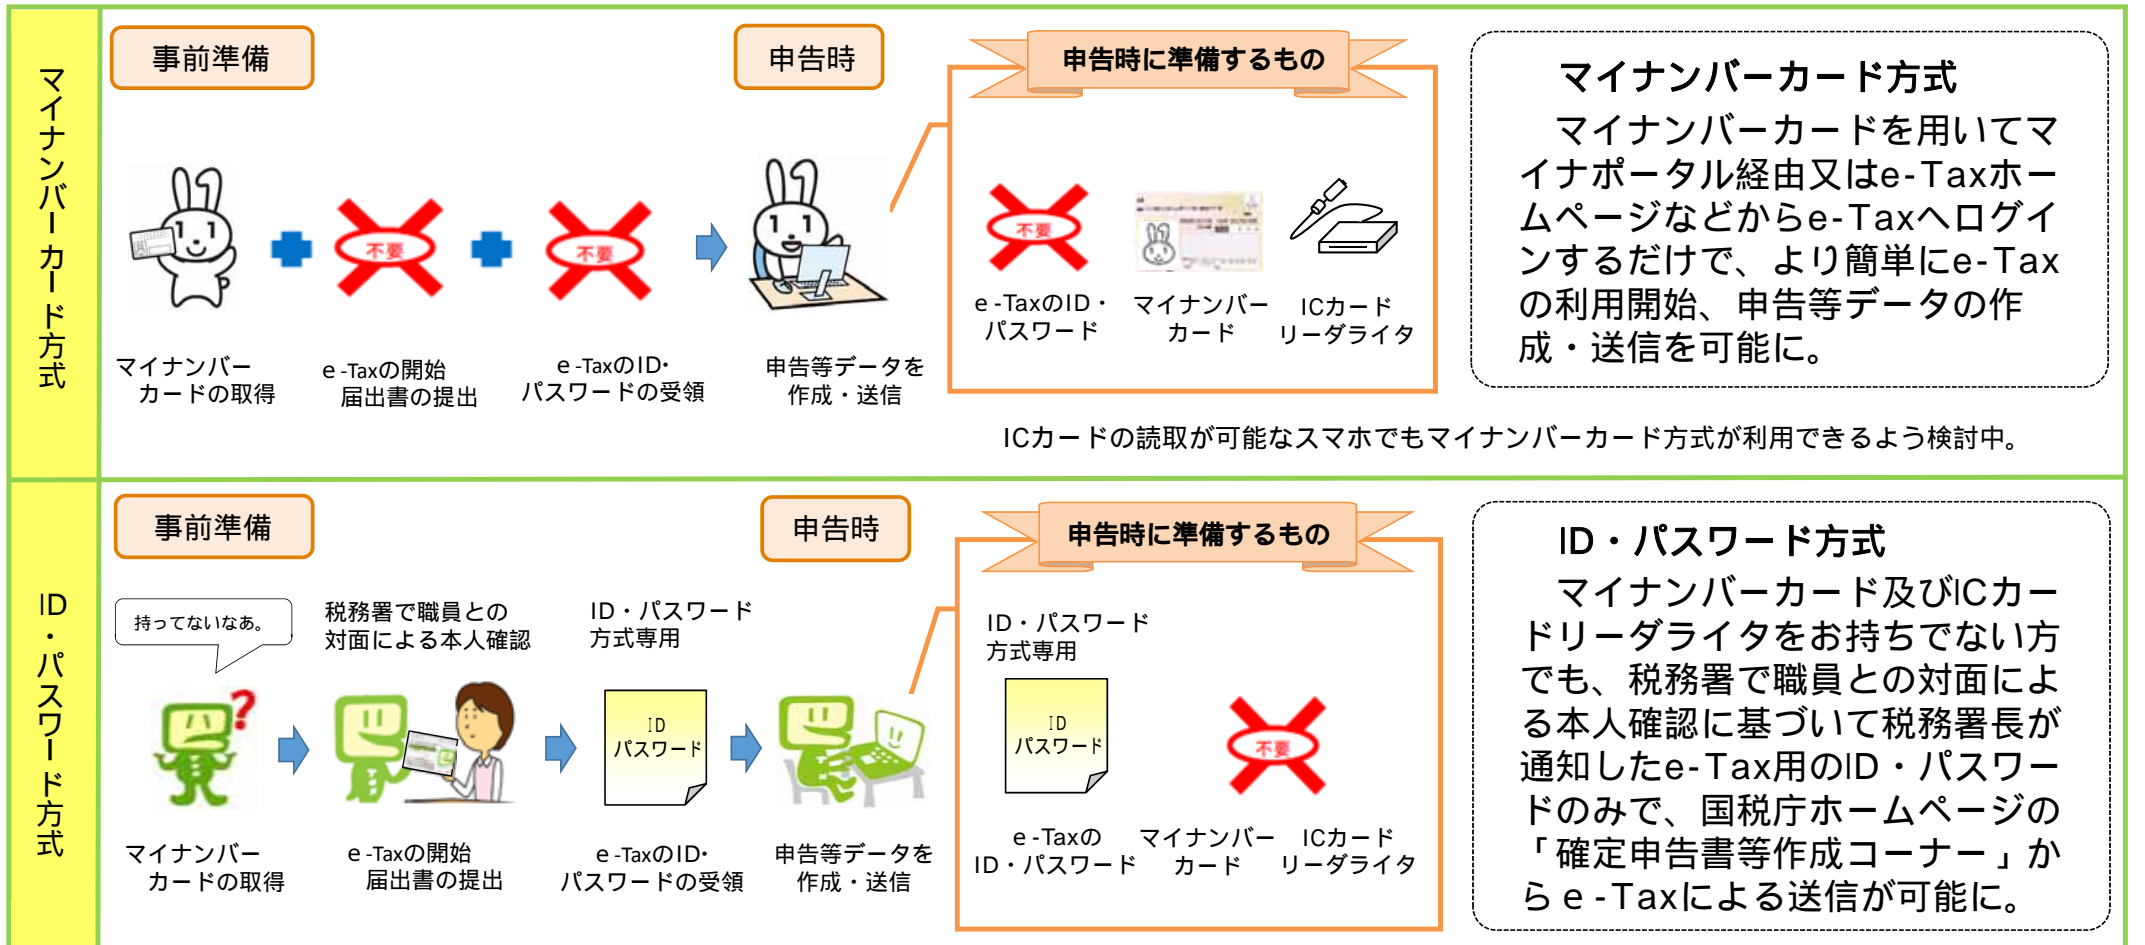 マイナンバーカード方式
事前準備
申告時
申告時に準備するもの
不要
不要
不要
マイナンバー
カードの取得
e-Taxの開始
届出書の提出
e-TaxのID・
パスワードの受領
申告等データを
作成・送信
e-TaxのID・
パスワード
マイナンバー
カード
ICカード
リーダライタ
マイナンバーカード方式
マイナンバーカードを用いてマ
イナポータル経由又はe-Taxホー
ムページなどからe-Taxへログイ
ンするだけで、より簡単にe-Tax
の利用開始、申告等データの作
成・送信を可能に。
ICカードの読取が可能なスマホでもマイナンバーカード方式が利用できるよう検討中。
ID・パスワード方式
事前準備
申告時
申告時に準備するもの
持ってないなあ。
税務署で職員との
対面による本人確認
ID・パスワード
方式専用
ID
パスワード
マイナンバー
カードの取得
e-Taxの開始
届出書の提出
e-TaxのID・
パスワードの受領
申告等データを
作成・送信
ID・パスワード
方式専用
ID
パスワード
不要
e-Taxの
ID・パスワード
マイナンバー
カード
ICカード
リーダライタ
ID・パスワード方式
マイナンバーカード及びICカー
ドリーダライタをお持ちでない方
でも、税務署で職員との対面によ
る本人確認に基づいて税務署長が
通知したe-Tax用のID・パスワー
ドのみで、国税庁ホームページの
「確定申告書等作成コーナー」か
らe-Taxによる送信が可能に。